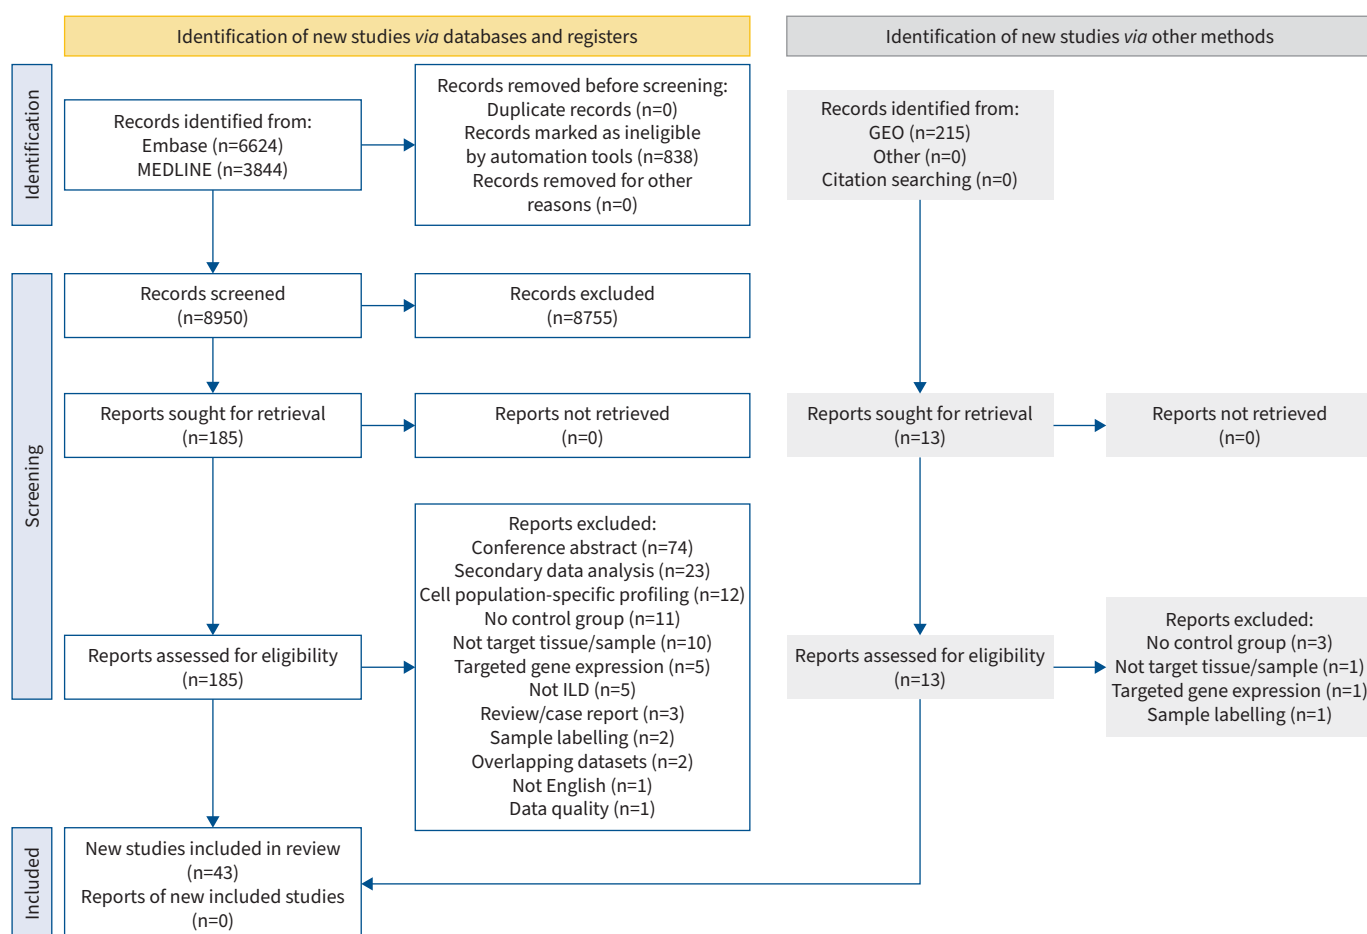 Identification of new studies via databases and registers
Identification of new studies via other methods
Identification
Records identified from:
Embase (n=6624)
MEDLINE (n=3844)
Records removed before screening:
Duplicate records (n=0)
Records marked as ineligible
by automation tools (n=838)
Records removed for other
reasons (n=0)
Records identified from:
GEO (n=215)
Other (n=0)
Citation searching (n=0)
Screening
Records screened
(n=8950)
Records excluded
(n=8755)
Reports sought for retrieval
(n=185)
Reports not retrieved
(n=0)
Reports sought for retrieval
(n=13)
Reports not retrieved
(n=0)
Reports assessed for eligibility
(n=185)
Reports excluded:
Conference abstract (n=74)
Secondary data analysis (n=23)
Cell population-specific profiling (n=12)
No control group (n=11)
Not target tissue/sample (n=10)
Targeted gene expression (n=5)
Not ILD (n=5)
Review/case report (n=3)
Sample labelling (n=2)
Overlapping datasets (n=2)
Not English (n=1)
Data quality (n=1)
Reports assessed for eligibility
(n=13)
Reports excluded:
No control group (n=3)
Not target tissue/sample (n=1)
Targeted gene expression (n=1)
Sample labelling (n=1)
Included
New studies included in review
(n=43)
Reports of new included studies
(n=0)